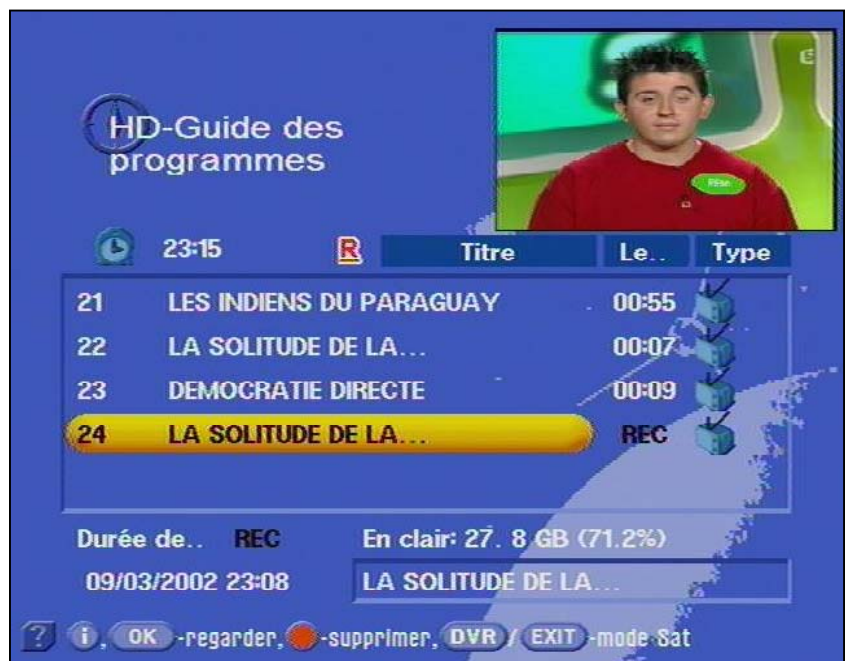 HD-Guide des
programmes
23:15 R Titre Le.. Type
21 LES INDIENS DU PARAGUAY 00:55
22 LA SOLITUDE DE LA... 00:07
23 DEMOCRATIE DIRECTE 00:09
24 LA SOLITUDE DE LA... REC
Durée de.. REC En clair: 27. 8 GB (71.2%)
09/03/2002 23:08 LA SOLITUDE DE LA...
? i, OK -regarder, -supprimer, DVR / EXIT -mode Sat